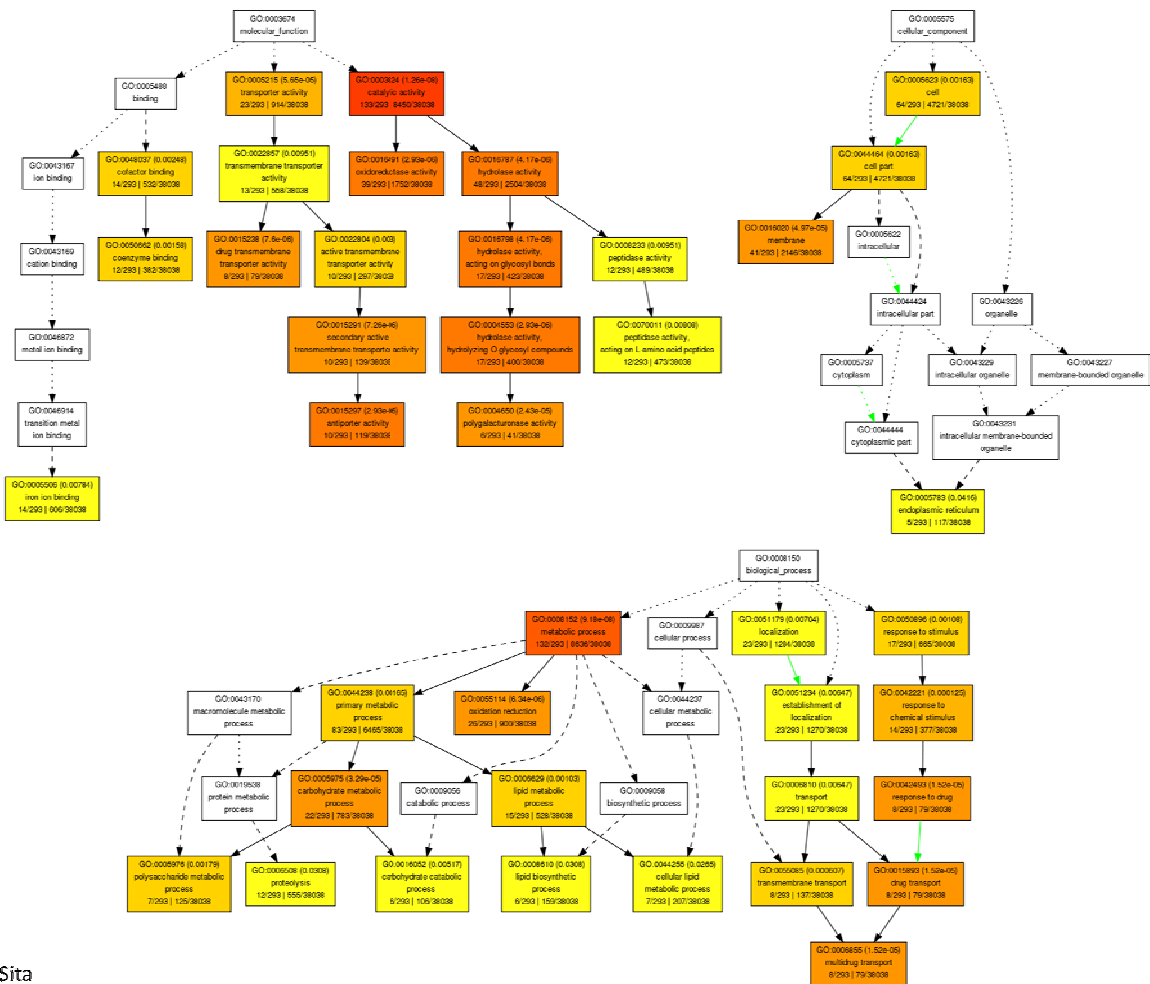 GO:0003674
molecular_function
GO:0005488
binding
GO:0005215 (5.65e-06)
transporter activity
23/293 | 914/38038
GO:0003824 (1.26e-08)
catalytic activity
133/293 | 8450/38038
GO:0043167
ion binding
GO:0048037 (0.00248)
cofactor binding
14/293 | 532/38038
GO:0022857 (0.00951)
transmembrane transporter
activity
13/293 | 568/38038
GO:0016491 (2.93e-06)
oxidoreductase activity
39/293 | 1752/38038
GO:0016787 (4.17e-06)
hydrolase activity
48/293 | 2504/38038
GO:0043169
cation binding
GO:0050662 (0.00158)
coenzyme binding
12/293 | 382/38038
GO:0015238 (7.6e-06)
drug transmembrane
transporter activity
8/293 | 79/38038
GO:0022804 (0.003)
active transmembrane
transporter activity
10/293 | 297/38038
GO:0016798 (4.17e-06)
hydrolase activity,
acting on glycosyl bonds
17/293 | 423/38038
GO:0008233 (0.00951)
peptidase activity
12/293 | 489/38038
GO:0046872
metal ion binding
GO:0015291 (7.26e-06)
secondary active
transmembrane transporter activity
10/293 | 139/38038
GO:0004553 (2.93e-06)
hydrolase activity,
hydrolyzing O glycosyl compounds
17/293 | 400/38038
GO:0070011 (0.00808)
peptidase activity,
acting on L amino acid peptides
12/293 | 473/38038
GO:0046914
transition metal
ion binding
GO:0015297 (2.93e-06)
antiporter activity
10/293 | 119/38038
GO:0004650 (2.43e-05)
polygalacturonase activity
6/293 | 41/38038
GO:0005506 (0.00784)
iron ion binding
14/293 | 606/38038
GO:0005575
cellular_component
GO:0005623 (0.00163)
cell
64/293 | 4721/38038
GO:0044464 (0.00163)
cell part
64/293 | 4721/38038
GO:0016020 (4.97e-05)
membrane
41/293 | 2146/38038
GO:0005622
intracellular
GO:0044424
intracellular part
GO:0043226
organelle
GO:0005737
cytoplasm
GO:0043229
intracellular organelle
GO:0043227
membrane-bounded organelle
GO:0044444
cytoplasmic part
GO:0043231
intracellular membrane-bounded
organelle
GO:0005783 (0.0416)
endoplasmic reticulum
5/293 | 117/38038
GO:0008150
biological_process
GO:0008152 (9.18e-08)
metabolic process
132/293 | 8636/38038
GO:0009987
cellular process
GO:0051179 (0.00704)
localization
23/293 | 1284/38038
GO:0050896 (0.00108)
response to stimulus
17/293 | 665/38038
GO:0043170
macromolecule metabolic
process
GO:0044238 (0.00165)
primary metabolic
process
83/293 | 6465/38038
GO:0055114 (6.34e-06)
oxidation reduction
25/293 | 900/38038
GO:0044237
cellular metabolic
process
GO:0051234 (0.00647)
establishment of
localization
23/293 | 1270/38038
GO:0042221 (0.000125)
response to
chemical stimulus
14/293 | 377/38038
GO:0019538
protein metabolic
process
GO:0005975 (3.29e-05)
carbohydrate metabolic
process
22/293 | 783/38038
GO:0009056
catabolic process
GO:0006629 (0.00103)
lipid metabolic
process
15/293 | 528/38038
GO:0009058
biosynthetic process
GO:0006810 (0.00647)
transport
23/293 | 1270/38038
GO:0042493 (1.52e-05)
response to drug
8/293 | 79/38038
GO:0005976 (0.00179)
polysaccharide metabolic
process
7/293 | 125/38038
GO:0006508 (0.0308)
proteolysis
12/293 | 555/38038
GO:0016052 (0.00517)
carbohydrate catabolic
process
6/293 | 106/38038
GO:0008610 (0.0308)
lipid biosynthetic
process
6/293 | 159/38038
GO:0044255 (0.0265)
cellular lipid
metabolic process
7/293 | 207/38038
GO:0055085 (0.000607)
transmembrane transport
8/293 | 137/38038
GO:0015893 (1.52e-05)
drug transport
8/293 | 79/38038
GO:0006855 (1.52e-05)
multidrug transport
8/293 | 79/38038
Sita